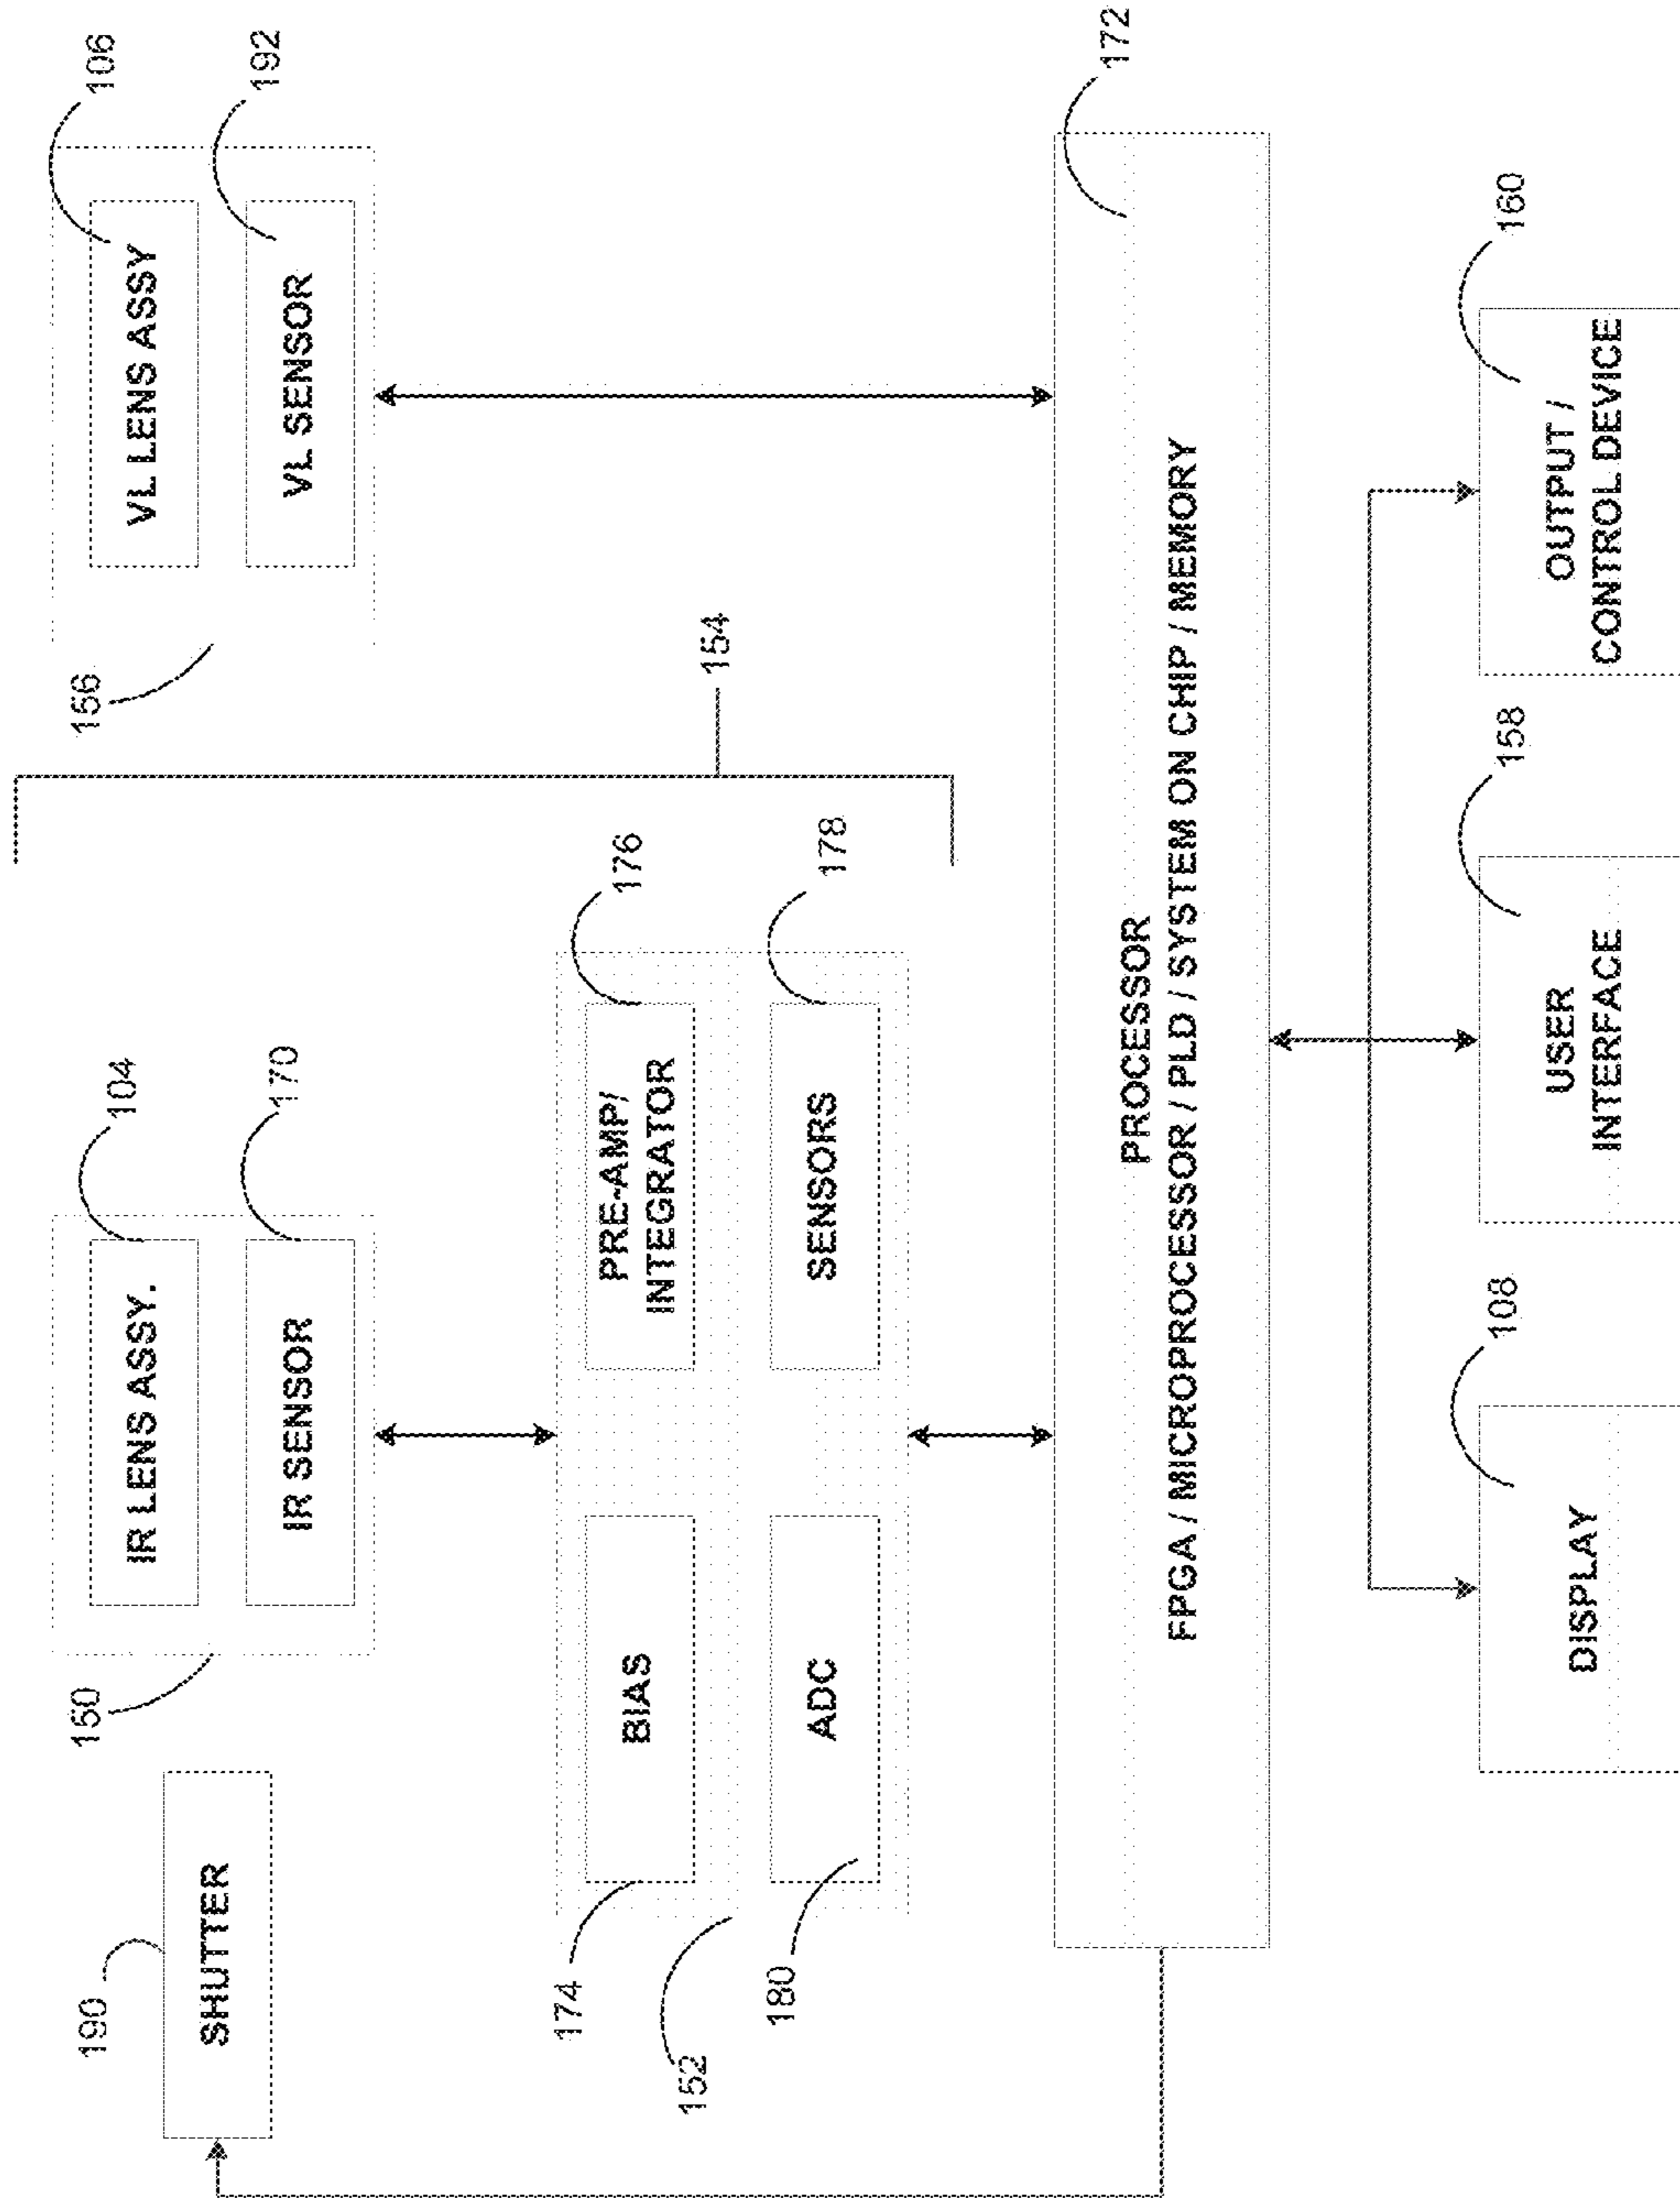 106
192
VL LENS ASSY
VL SENSOR
156
154
104
170
IR LENS ASSY.
IR SENSOR
150
190
SHUTTER
176
178
PRE-AMP/
INTEGRATOR
SENSORS
BIAS
ADC
174
180
152
172
PROCESSOR
FPGA / MICROPROCESSOR / PLD / SYSTEM ON CHIP / MEMORY
108
DISPLAY
158
USER
INTERFACE
160
OUTPUT /
CONTROL DEVICE